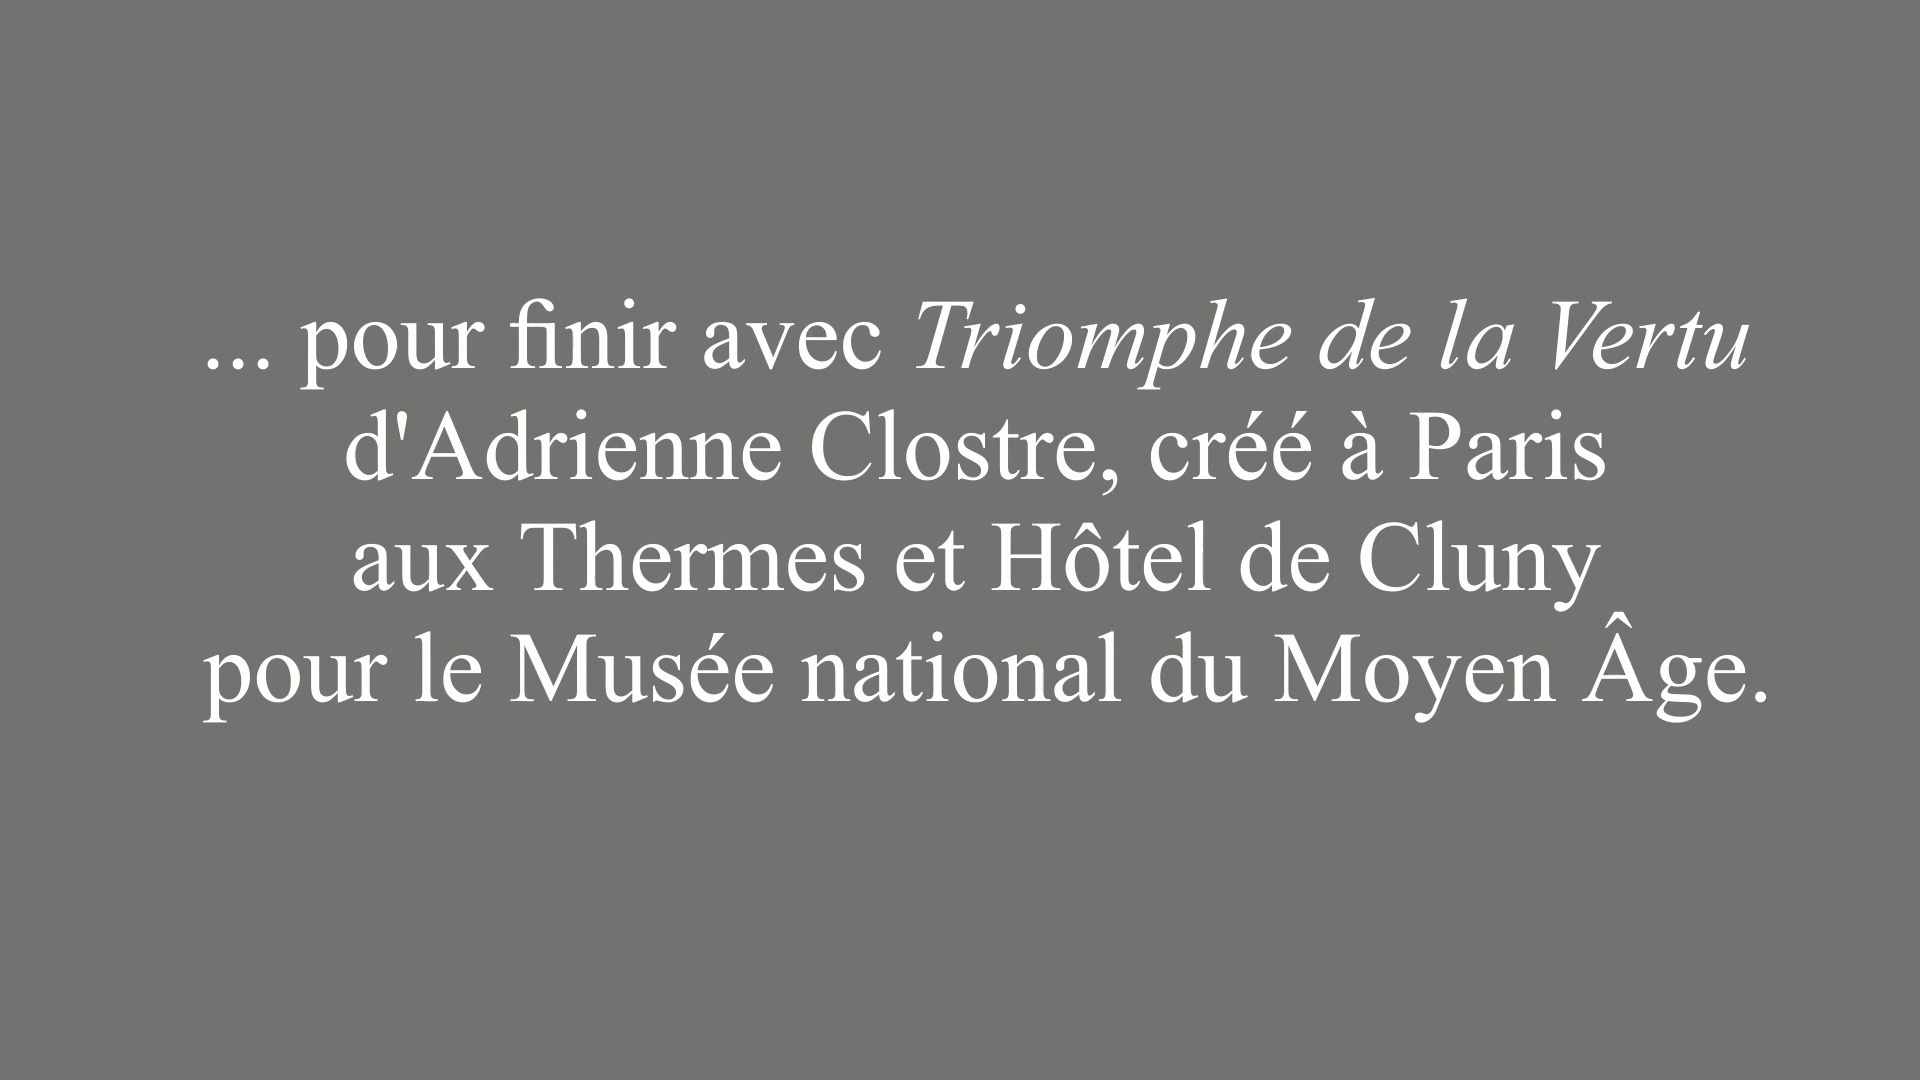 ... pour finir avec Triomphe de la Vertu
d'Adrienne Clostre, créé à Paris
aux Thermes et Hôtel de Cluny
pour le Musée national du Moyen Âge.